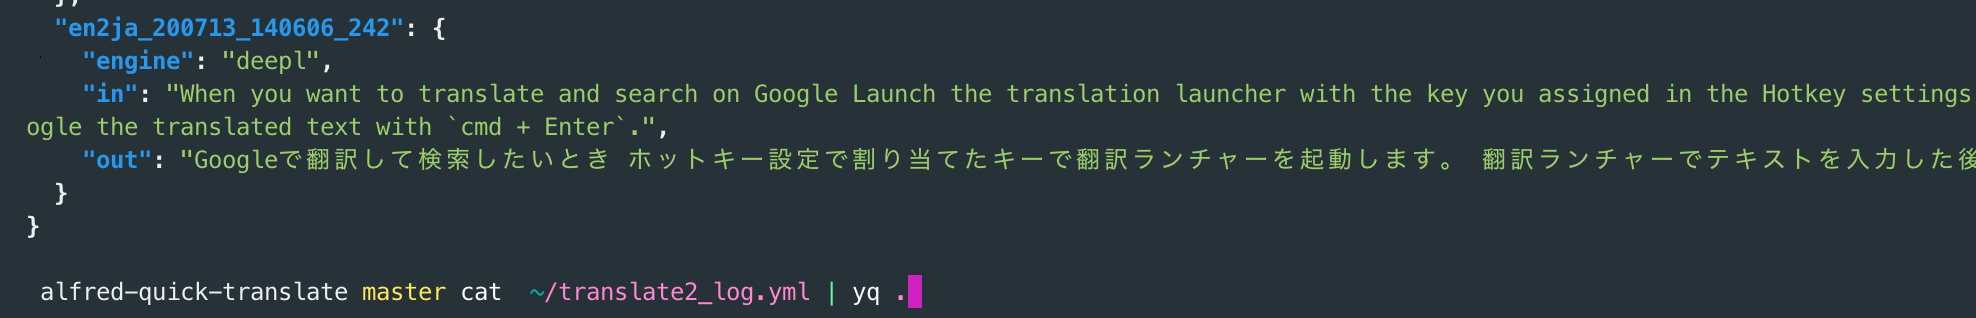 },
"en2ja_200713_140606_242": {
"engine": "deepl",
"in": "When you want to translate and search on Google Launch the translation launcher with the key you assigned in the Hotkey settings
ogle the translated text with `cmd + Enter`.",
"out": "Googleで翻訳して検索したいとき ホットキー設定で割り当てたキーで翻訳ランチャーを起動します。 翻訳ランチャーでテキストを入力した後
}
}
alfred-quick-translate master cat  ~/translate2_log.yml | yq .